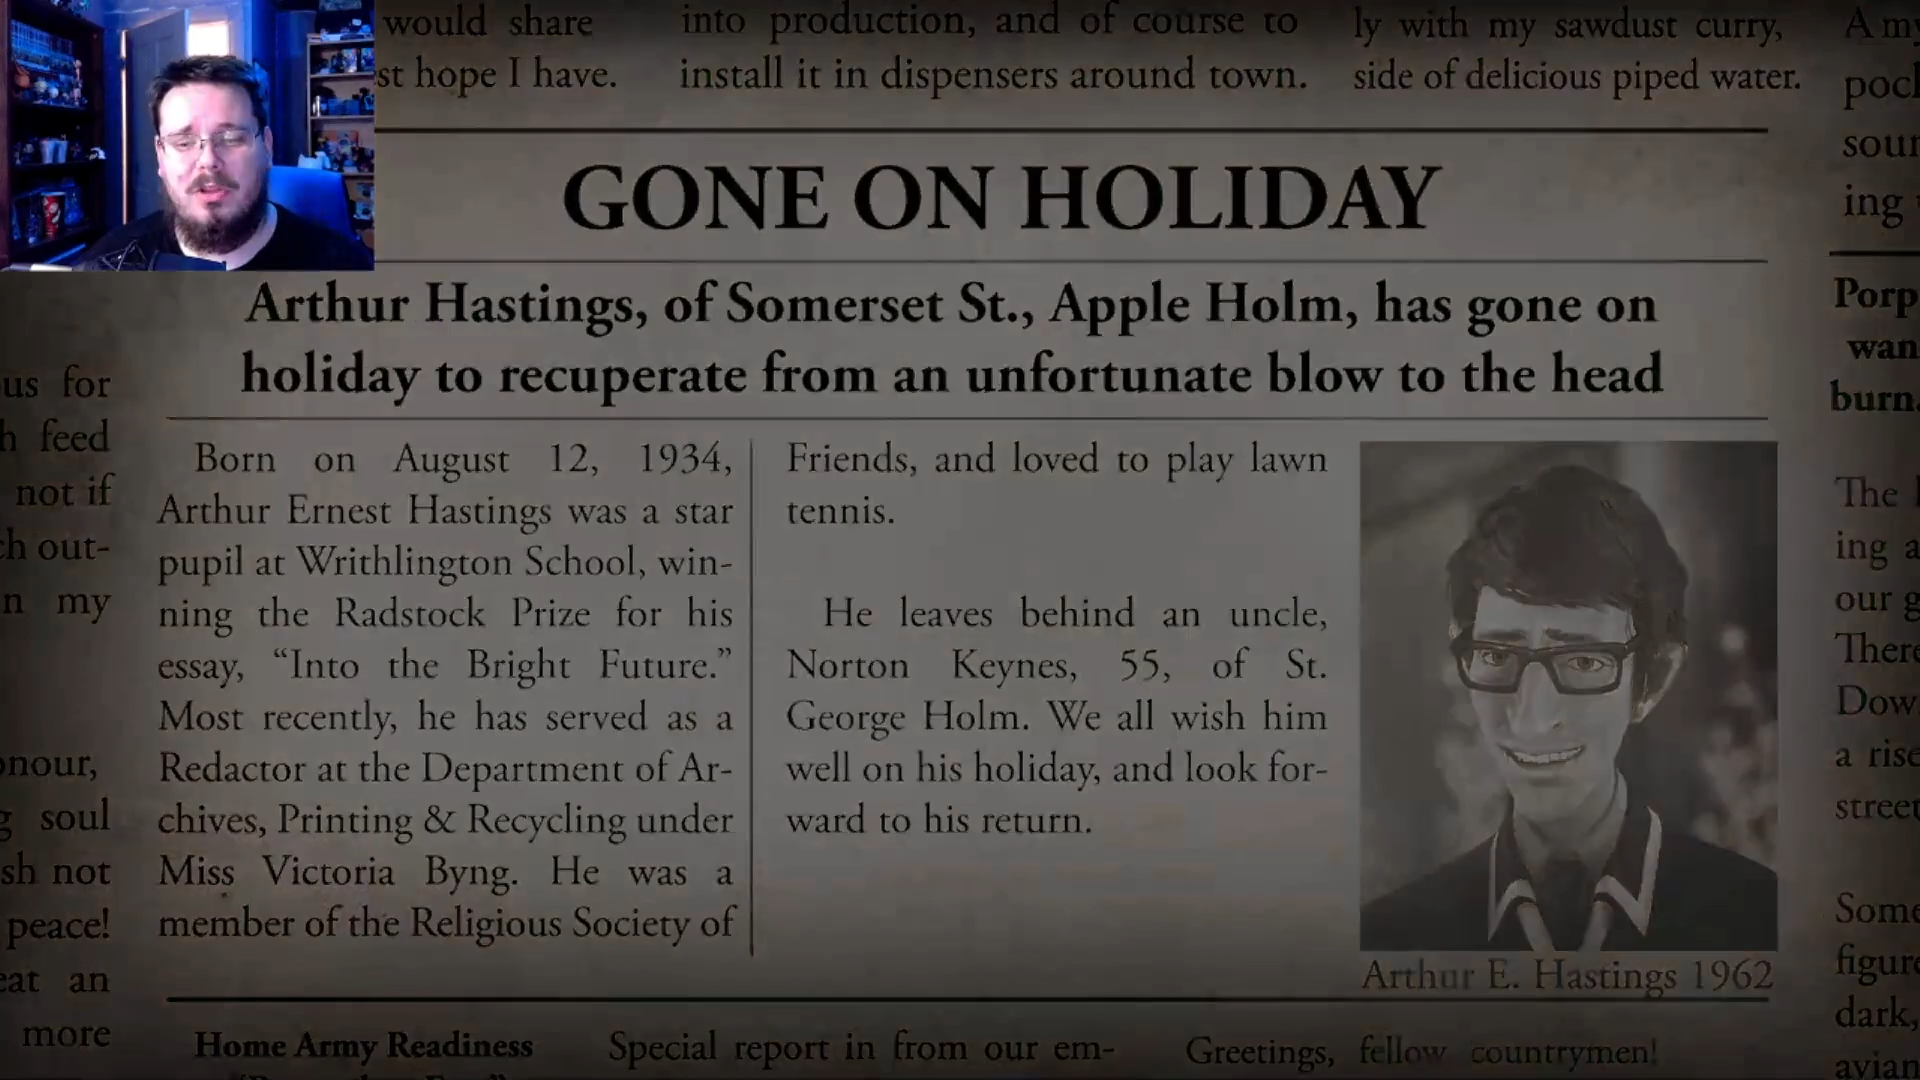 would share
st hope I have.
into production, and of course to
install it in dispensers around town.
ly with my sawdust curry,
side of delicious piped water.
A my
pock
soun
ing
GONE ON HOLIDAY
Arthur Hastings, of Somerset St., Apple Holm, has gone on
holiday to recuperate from an unfortunate blow to the head
us for
h feed
not if
ch out-
n my
onour,
g soul
sh not
peace!
eat an
more
Born on August 12, 1934,
Arthur Ernest Hastings was a star
pupil at Writhlington School, win-
ning the Radstock Prize for his
essay, “Into the Bright Future.”
Most recently, he has served as a
Redactor at the Department of Ar-
chives, Printing & Recycling under
Miss Victoria Byng. He was a
member of the Religious Society of
Friends, and loved to play lawn
tennis.
He leaves behind an uncle,
Norton Keynes, 55, of St.
George Holm. We all wish him
well on his holiday, and look for-
ward to his return.
Arthur E. Hastings 1962
Porp
wan
burn
The
ing a
our g
There
Dow
a rise
street
Some
figure
dark,
avian
Home Army Readiness
Special report in from our em-
Greetings, fellow countrymen!